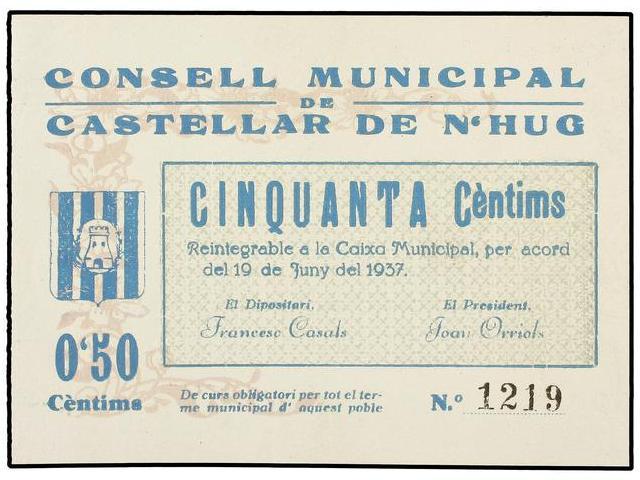 CONSELL MUNICIPAL
DE
CASTELLAR DE N'HUG
CINQUANTA Cèntims
Reintegrable a la Caixa Municipal, per acord
del 19 de Juny del 1937.
El Dipositari,
El President,
Francesc Casals
Joan Orriols
0'50
Cèntims
De curs obligatori per tot el ter-
me municipal d' aquest poble
N.º 1219